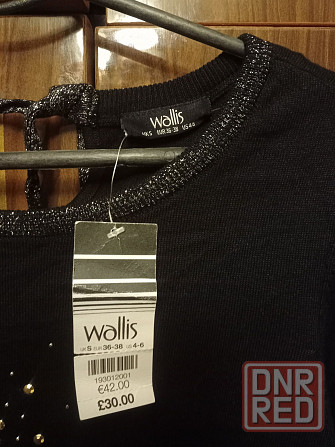 wallis
UK S EUR 36-38 US 4-6
wallis
UK S EUR 36-38 US 4-6
193012001
€42.00
£30.00
DNR
RED